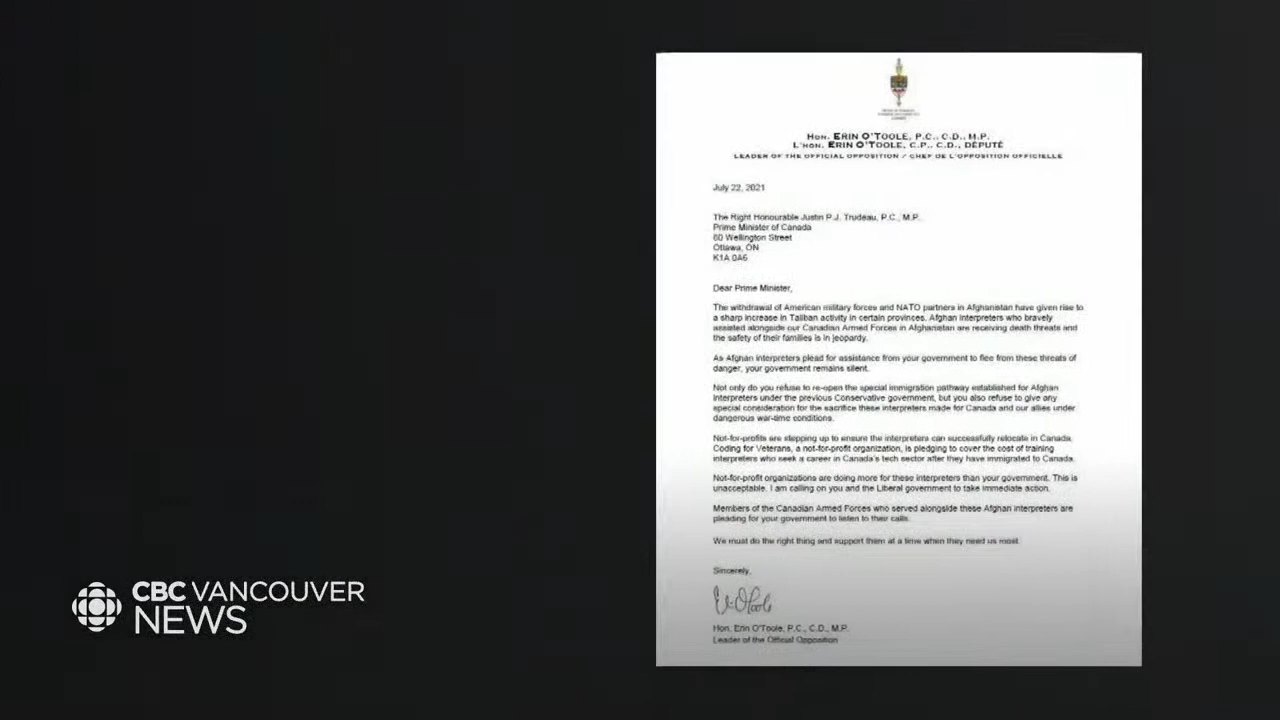 HON. ERIN O'TOOLE, P.C., C.D., M.P.
L'HON. ERIN O'TOOLE, C.P., C.D., DÉPUTÉ
LEADER OF THE OFFICIAL OPPOSITION / CHEF DE L'OPPOSITION OFFICIELLE
July 22, 2021
The Right Honourable Justin P.J. Trudeau, P.C., M.P.
Prime Minister of Canada
80 Wellington Street
Ottawa, ON
K1A 0A6
Dear Prime Minister,
The withdrawal of American military forces and NATO partners in Afghanistan have given rise to
a sharp increase in Taliban activity in certain provinces. Afghan interpreters who bravely
assisted alongside our Canadian Armed Forces in Afghanistan are receiving death threats and
the safety of their families is in jeopardy.
As Afghan interpreters plead for assistance from your government to flee from these threats of
danger, your government remains silent.
Not only do you refuse to re-open the special immigration pathway established for Afghan
interpreters under the previous Conservative government, but you also refuse to give any
special consideration for the sacrifice these interpreters made for Canada and our allies under
dangerous war-time conditions.
Not-for-profits are stepping up to ensure the interpreters can successfully relocate in Canada.
Coding for Veterans, a not-for-profit organization, is pledging to cover the cost of training
interpreters who seek a career in Canada's tech sector after they have immigrated to Canada.
Not-for-profit organizations are doing more for these interpreters than your government. This is
unacceptable. I am calling on you and the Liberal government to take immediate action.
Members of the Canadian Armed Forces who served alongside these Afghan interpreters are
pleading for your government to listen to their calls.
We must do the right thing and support them at a time when they need us most.
Sincerely,
Hon. Erin O'Toole, P.C., C.D., M.P.
Leader of the Official Opposition
CBC VANCOUVER
NEWS